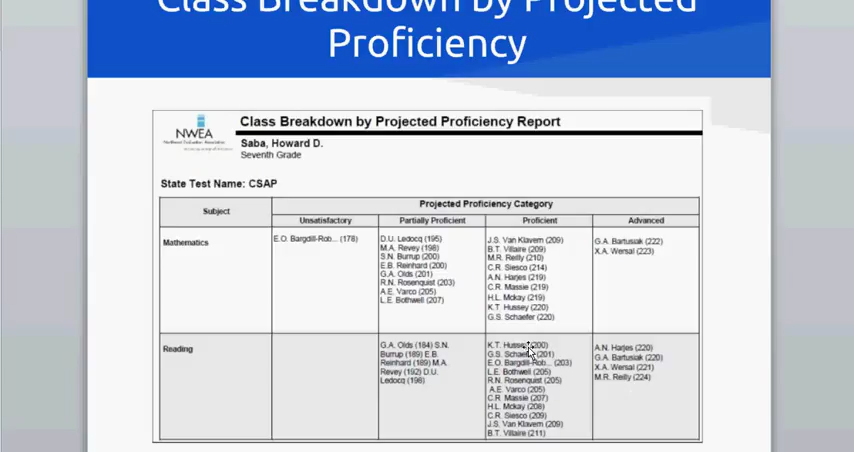 Class Breakdown by Projected
Proficiency
NWEA
Class Breakdown by Projected Proficiency Report
Saba, Howard D.
Seventh Grade
State Test Name: CSAP
Subject
Projected Proficiency Category
Unsatisfactory
Partially Proficient
Proficient
Advanced
Mathematics
E.O. Bargdill-Rob... (178)
D.U. Ledocq (195)
M.A. Revey (198)
S.N. Burrup (200)
E.B. Reinhard (200)
G.A. Olds (201)
R.N. Rosenquist (203)
A.E. Varco (205)
L.E. Bothwell (207)
J.S. Van Klavern (209)
B.T. Villaire (209)
M.R. Reilly (210)
C.R. Siesco (214)
A.N. Harjes (219)
C.R. Massie (219)
H.L. Mckay (219)
K.T. Hussey (220)
G.S. Schaefer (220)
G.A. Bartusiak (222)
X.A. Wersal (223)
Reading
G.A. Olds (184) S.N.
Burrup (189) E.B.
Reinhard (189) M.A.
Revey (192) D.U.
Ledocq (198)
K.T. Hussey (200)
G.S. Schaefer (201)
E.O. Bargdill-Rob... (203)
L.E. Bothwell (205)
R.N. Rosenquist (205)
A.E. Varco (205)
C.R. Massie (207)
H.L. Mckay (208)
C.R. Siesco (209)
J.S. Van Klavern (209)
B.T. Villaire (211)
A.N. Harjes (220)
G.A. Bartusiak (220)
X.A. Wersal (221)
M.R. Reilly (224)